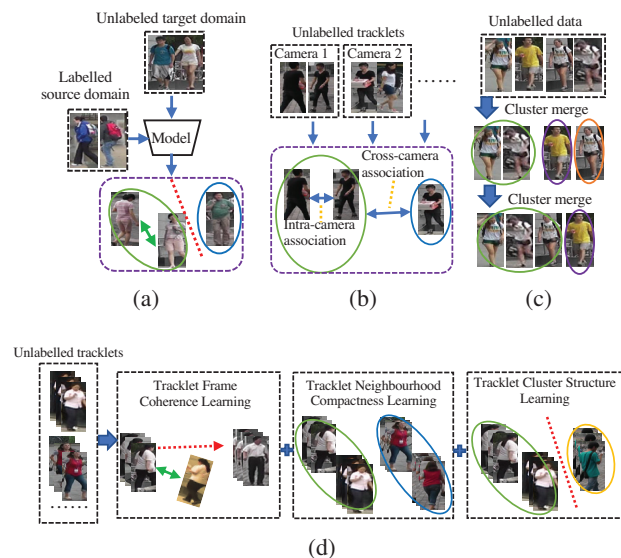 Unlabeled target domain
Labelled
source domain
Model
(a)
Unlabelled tracklets
Camera 1
Camera 2
......
Cross-camera
association
Intra-camera
association
(b)
Unlabelled data
Cluster merge
Cluster merge
(c)
Unlabelled tracklets
......
Tracklet Frame
Coherence Learning
Tracklet Neighbourhood
Compactness Learning
Tracklet Cluster Structure
Learning
(d)